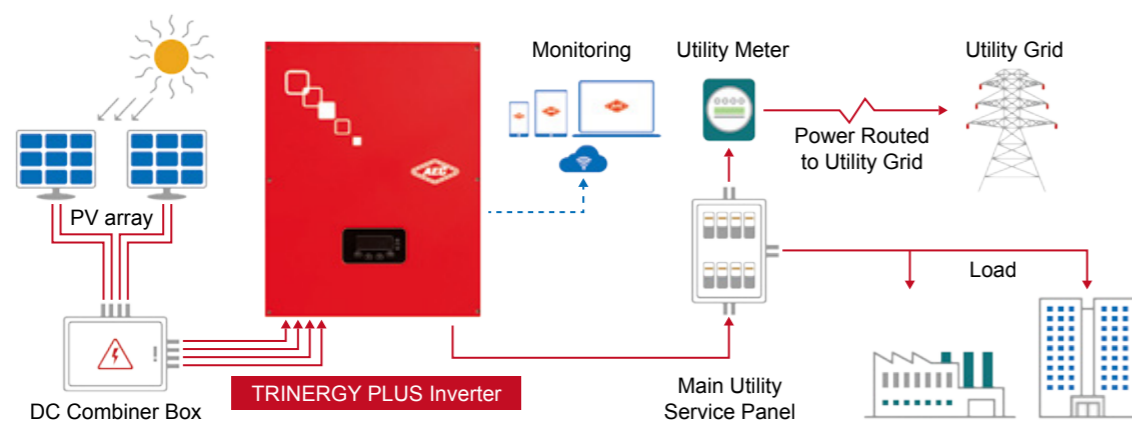 Monitoring
Utility Meter
Utility Grid
AEC
Power Routed
to Utility Grid
PV array
Load
DC Combiner Box
TRINERGY PLUS Inverter
Main Utility
Service Panel